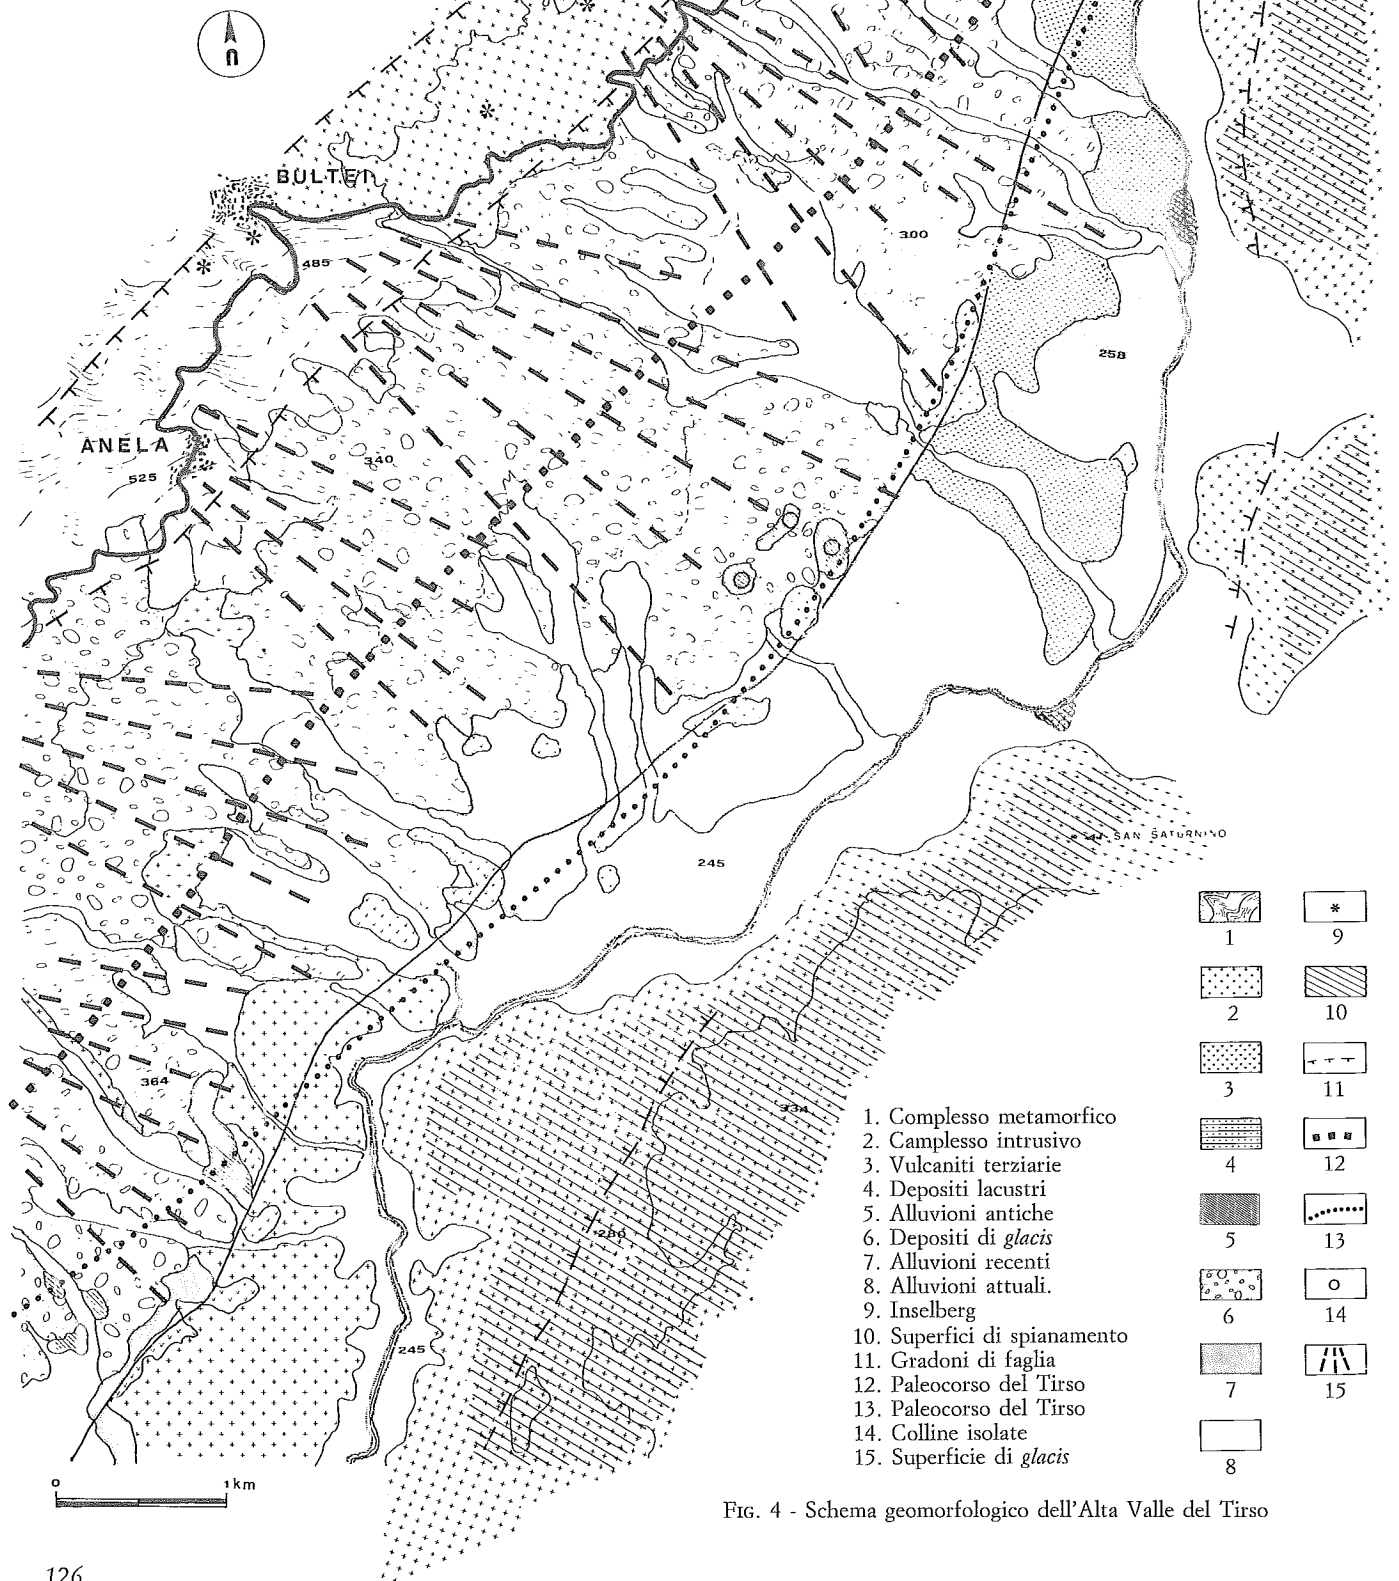 n
BULTEI
485
300
258
ANELA
525
340
245
SAN SATURNINO
364
334
280
245
1
9
2
10
3
11
4
12
5
13
6
14
7
15
8
1. Complesso metamorfico
2. Camplesso intrusivo
3. Vulcaniti terziarie
4. Depositi lacustri
5. Alluvioni antiche
6. Depositi di glacis
7. Alluvioni recenti
8. Alluvioni attuali.
9. Inselberg
10. Superfici di spianamento
11. Gradoni di faglia
12. Paleocorso del Tirso
13. Paleocorso del Tirso
14. Colline isolate
15. Superficie di glacis
0 1km
FIG. 4 - Schema geomorfologico dell'Alta Valle del Tirso
126